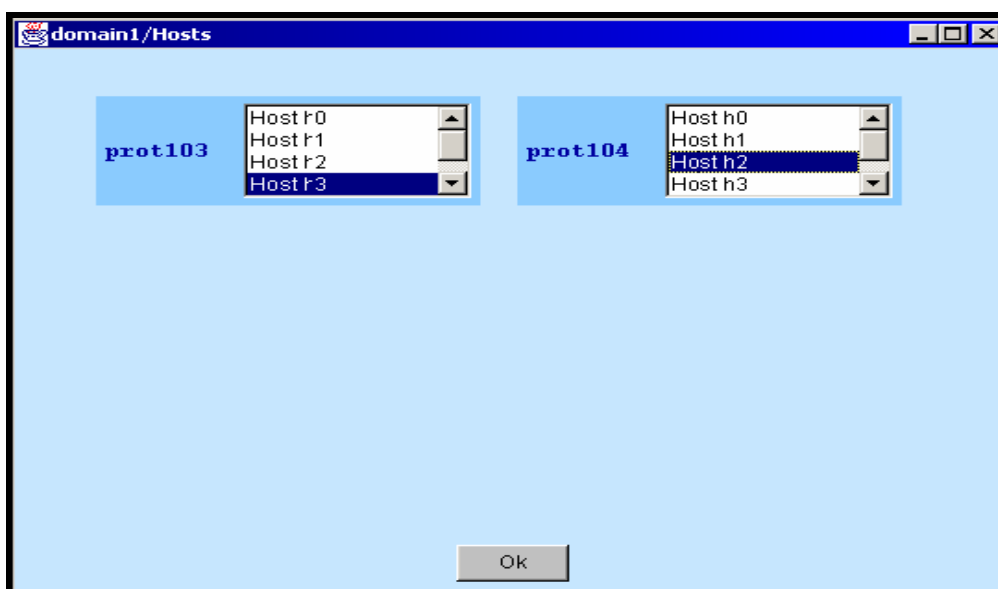 domain1/Hosts
prot103
Host r0
Host r1
Host r2
Host r3
prot104
Host h0
Host h1
Host h2
Host h3
Ok